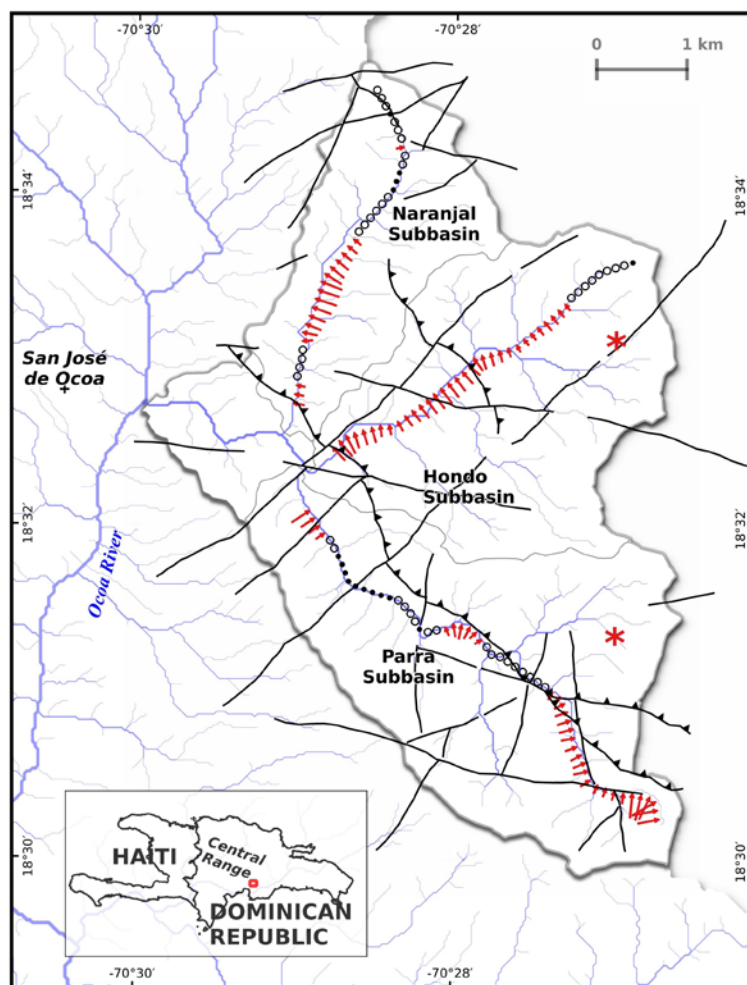 -70°30′
-70°28′
0
1 km
18°34′
18°34′
Naranjal
Subbasin
San José
de Ocoa
Hondo
Subbasin
18°32′
18°32′
Ocoa River
Parra
Subbasin
18°30′
18°30′
HAITI
Central
Range
DOMINICAN
REPUBLIC
-70°30′
-70°28′